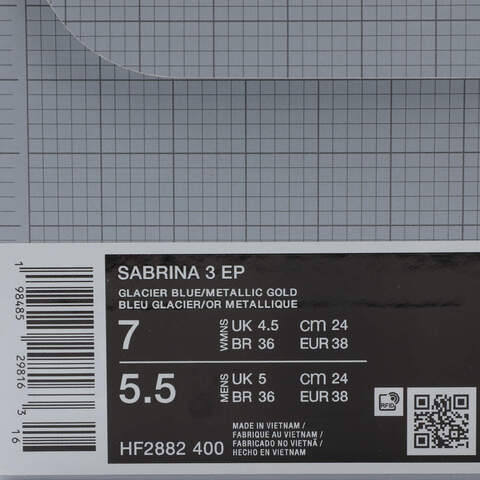 SABRINA 3 EP
GLACIER BLUE/METALLIC GOLD
BLEU GLACIER/OR METALLIQUE
7 WMNS UK 4.5 cm 24
BR 36 EUR 38
5.5 MENS UK 5 cm 24
BR 36 EUR 38
RFID
HF2882 400
MADE IN VIETNAM /
FABRIQUE AU VIETNAM /
FABRICADO NO VIETNÃ /
HECHO EN VIETNAM
1 98485 29816 13 16